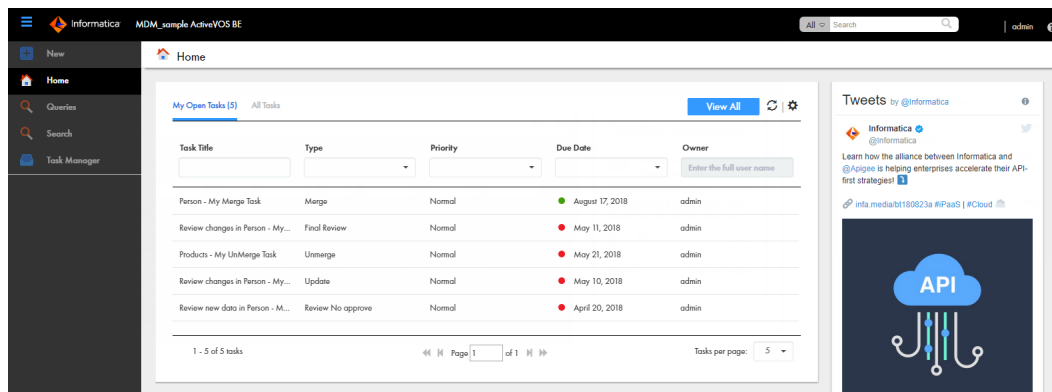 Informatica MDM_sample ActiveVOS BE All Search admin
New
Home
Queries
Search
Task Manager
Home
My Open Tasks (5) All Tasks View All
Task Title Type Priority Due Date Owner
Enter the full user name
Person - My Merge Task Merge Normal August 17, 2018 admin
Review changes in Person - My... Final Review Normal May 11, 2018 admin
Products - My UnMerge Task Unmerge Normal May 21, 2018 admin
Review changes in Person - My... Update Normal May 10, 2018 admin
Review new data in Person - M... Review No approve Normal April 20, 2018 admin
1 - 5 of 5 tasks Page 1 of 1 Tasks per page: 5
Tweets by @Informatica
Informatica
@Informatica
Learn how the alliance between Informatica and
@Apigee is helping enterprises accelerate their API-
first strategies!
infa.media/bt180823a #iPaaS | #Cloud
API